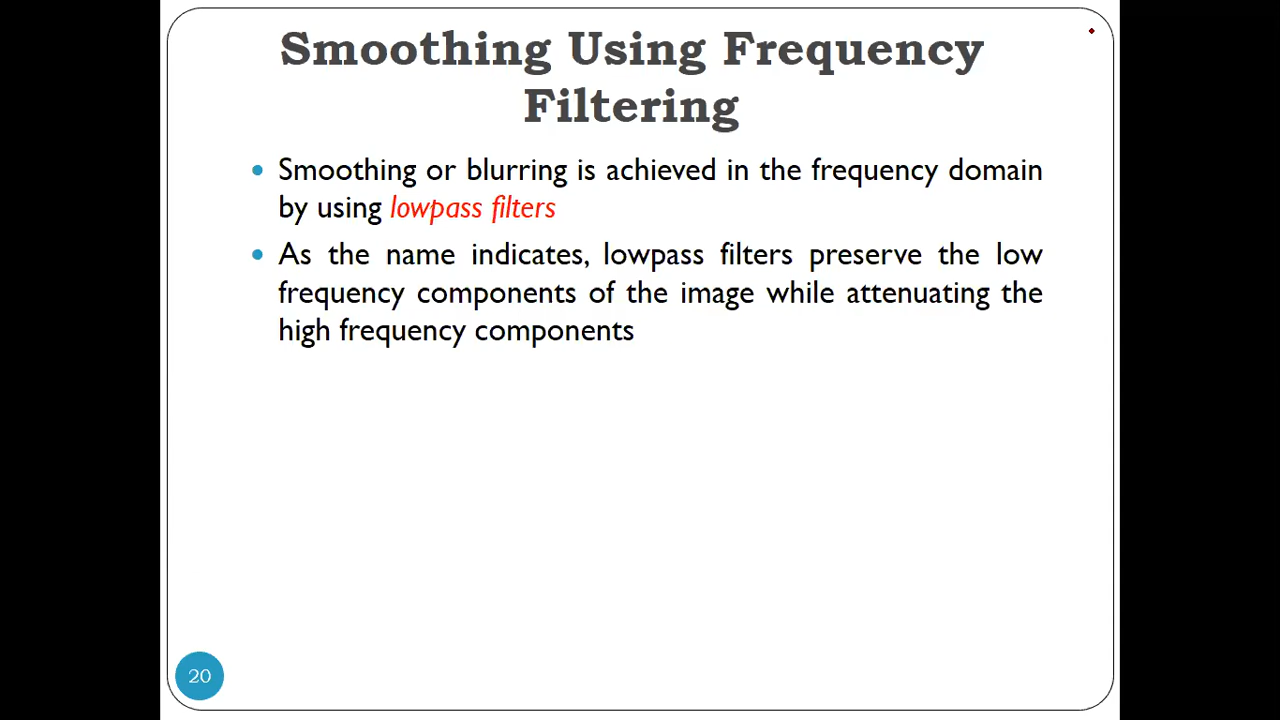 Smoothing Using Frequency
Filtering
• Smoothing or blurring is achieved in the frequency domain
by using lowpass filters
• As the name indicates, lowpass filters preserve the low
frequency components of the image while attenuating the
high frequency components
20